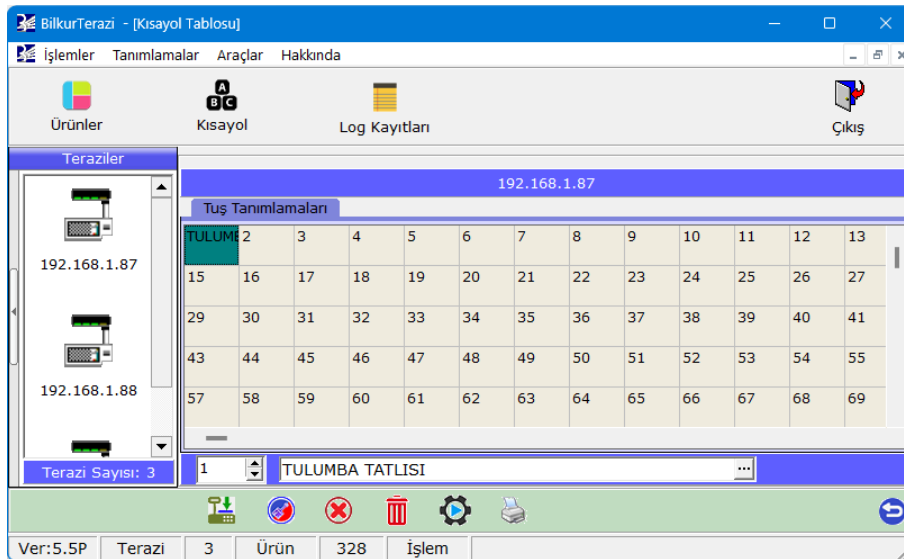 BilkurTerazi - [Kısayol Tablosu]
İşlemler Tanımlamalar Araçlar Hakkında
A
B C
Ürünler Kısayol Log Kayıtları Çıkış
Teraziler
192.168.1.87
Tuş Tanımlamaları
192.168.1.87
192.168.1.88
TULUME 2 3 4 5 6 7 8 9 10 11 12 13
15 16 17 18 19 20 21 22 23 24 25 26 27
29 30 31 32 33 34 35 36 37 38 39 40 41
43 44 45 46 47 48 49 50 51 52 53 54 55
57 58 59 60 61 62 63 64 65 66 67 68 69
Terazi Sayısı: 3
1 TULUMBA TATLISI ...
Ver:5.5P Terazi 3 Ürün 328 İşlem